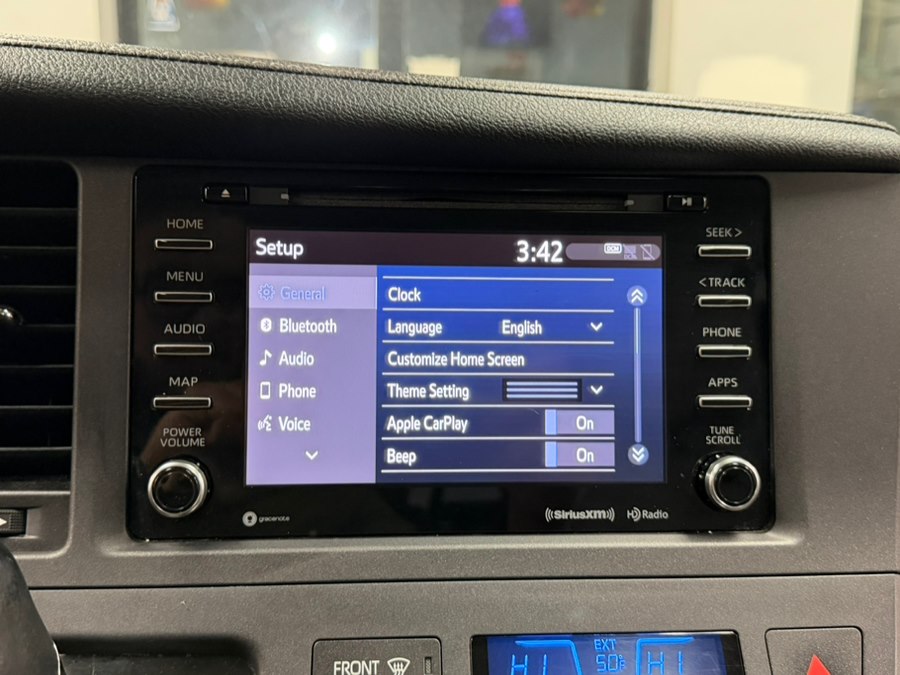 HOME
MENU
AUDIO
MAP
POWER
VOLUME
Setup 3:42 DCM
General
Bluetooth
Audio
Phone
Voice
Clock
Language English
Customize Home Screen
Theme Setting
Apple CarPlay On
Beep On
SEEK >
< TRACK
PHONE
APPS
TUNE
SCROLL
gracenote
((SiriusXM))
HD Radio
FRONT
HI
EXT
50°F
HI